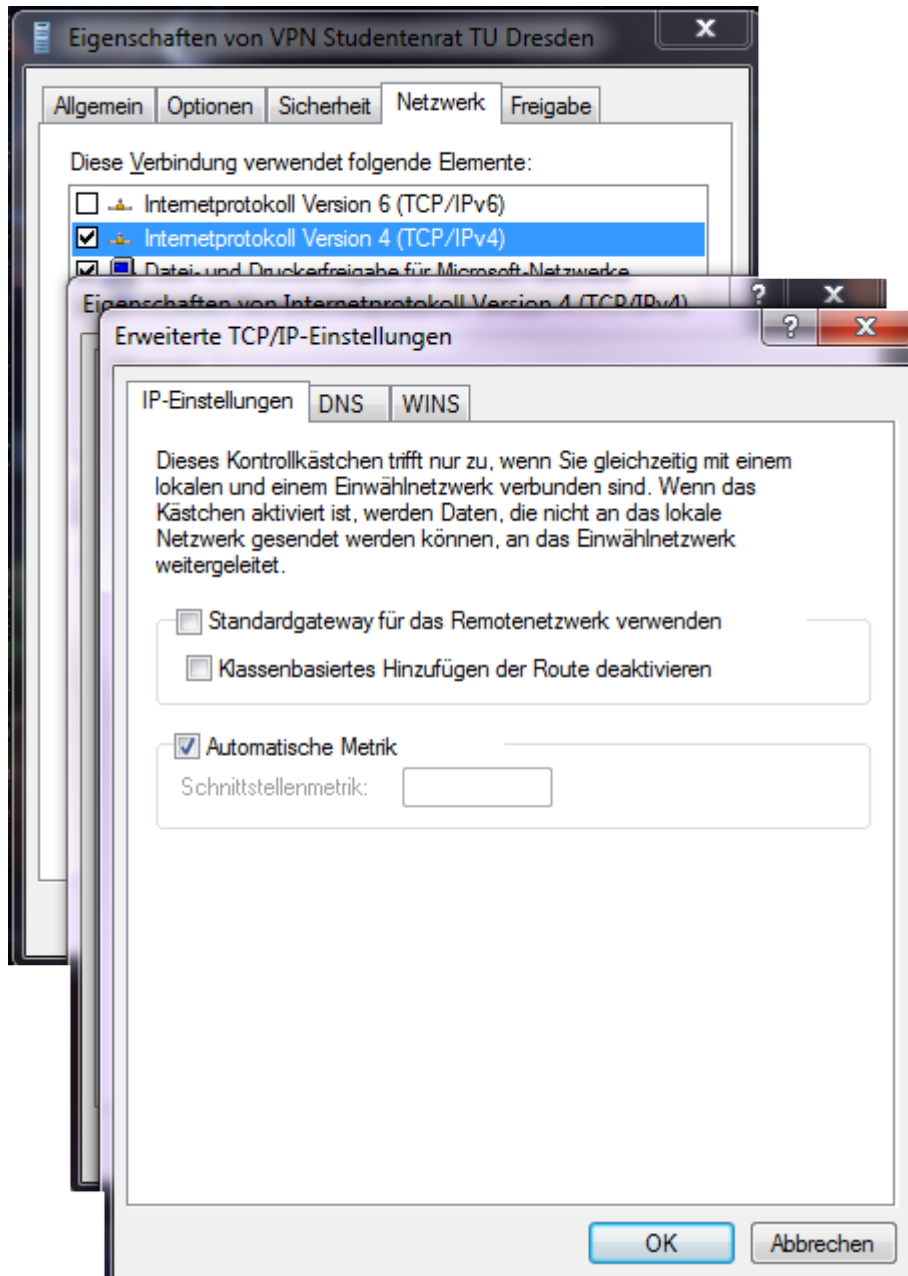 Eigenschaften von VPN Studentenrat TU Dresden
Allgemein Optionen Sicherheit Netzwerk Freigabe
Diese Verbindung verwendet folgende Elemente:
Internetprotokoll Version 6 (TCP/IPv6)
Internetprotokoll Version 4 (TCP/IPv4)
Datei- und Druckerfreigabe für Microsoft-Netzwerke
Eigenschaften von Internetprotokoll Version 4 (TCP/IPv4)
Erweiterte TCP/IP-Einstellungen
IP-Einstellungen DNS WINS
Dieses Kontrollkästchen trifft nur zu, wenn Sie gleichzeitig mit einem
lokalen und einem Einwählnetzwerk verbunden sind. Wenn das
Kästchen aktiviert ist, werden Daten, die nicht an das lokale
Netzwerk gesendet werden können, an das Einwählnetzwerk
weitergeleitet.
Standardgateway für das Remotenetzwerk verwenden
Klassenbasiertes Hinzufügen der Route deaktivieren
Automatische Metrik
Schnittstellenmetrik:
OK Abbrechen